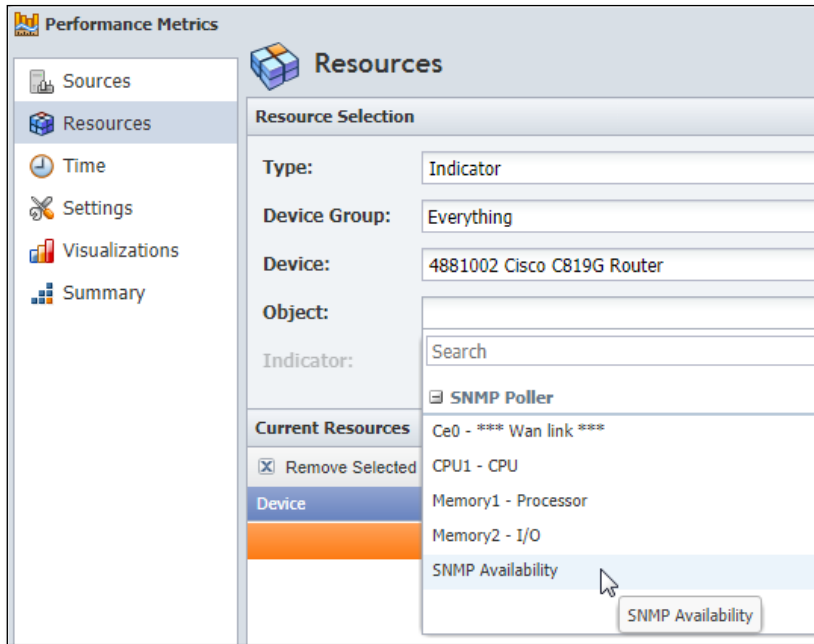 Performance Metrics
Sources
Resources
Time
Settings
Visualizations
Summary
Resources
Resource Selection
Type:
Indicator
Device Group:
Everything
Device:
4881002 Cisco C819G Router
Object:
Search
Indicator:
SNMP Poller
Ce0 - *** Wan link ***
CPU1 - CPU
Memory1 - Processor
Memory2 - I/O
SNMP Availability
SNMP Availability
Current Resources
Remove Selected
Device